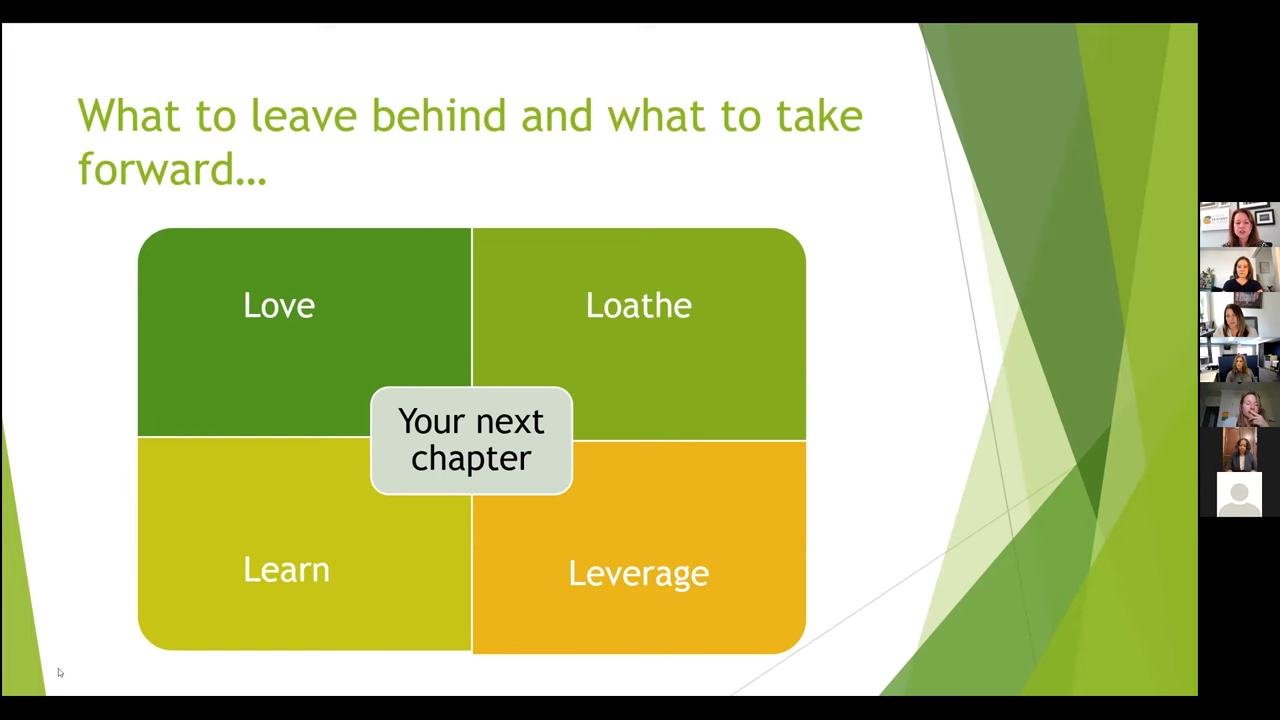 What to leave behind and what to take
forward…
Love
Loathe
Your next
chapter
Learn
Leverage